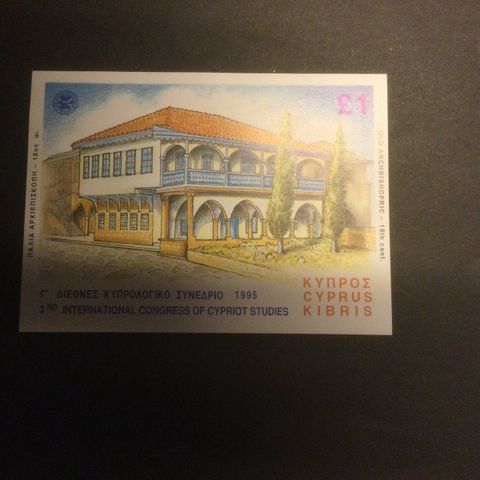 £1
ΠΑΛΙΑ ΑΡΧΙΕΠΙΣΚΟΠΗ - 18ος αι.
OLD ARCHBISHOPRIC - 18th cent.
Γ' ΔΙΕΘΝΕΣ ΚΥΠΡΟΛΟΓΙΚΟ ΣΥΝΕΔΡΙΟ 1995
3RD INTERNATIONAL CONGRESS OF CYPRIOT STUDIES
ΚΥΠΡΟΣ
CYPRUS
KIBRIS